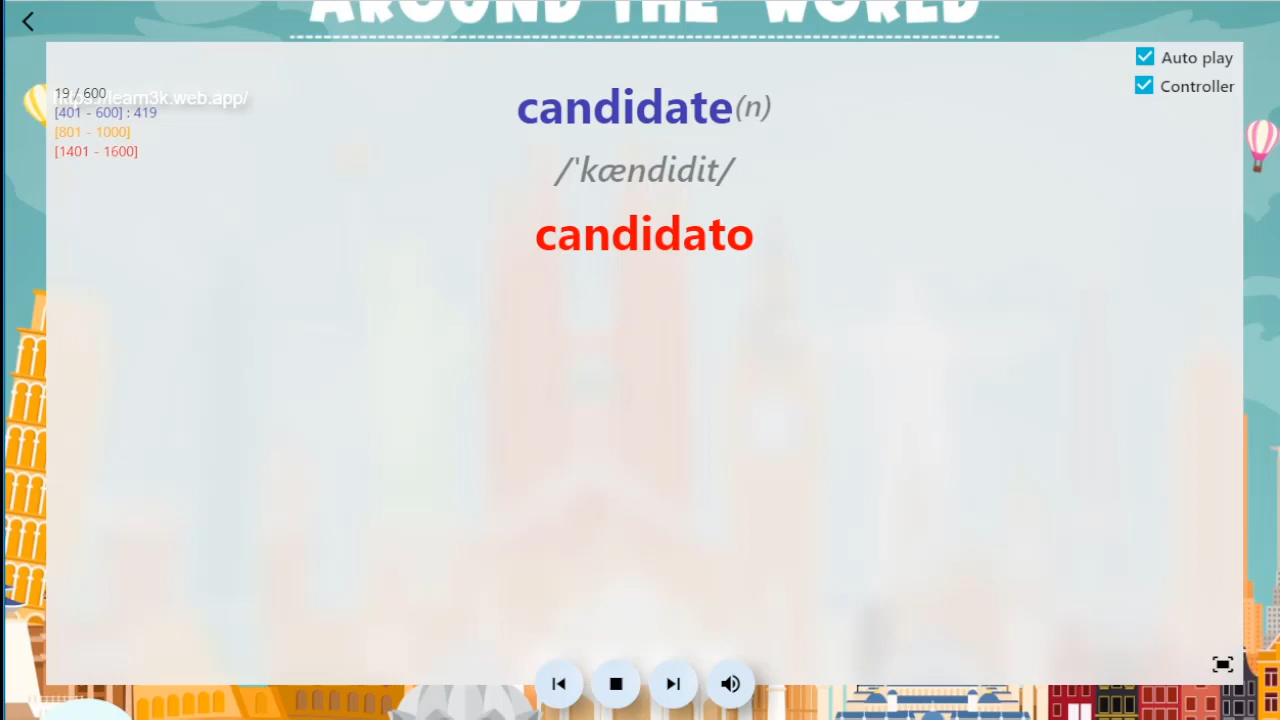 AROUND THE WORLD
Auto play
Controller
19 / 600
https://learn3k.web.app/
[401 - 600] : 419
[801 - 1000]
[1401 - 1600]
candidate(n)
/'kændidit/
candidato